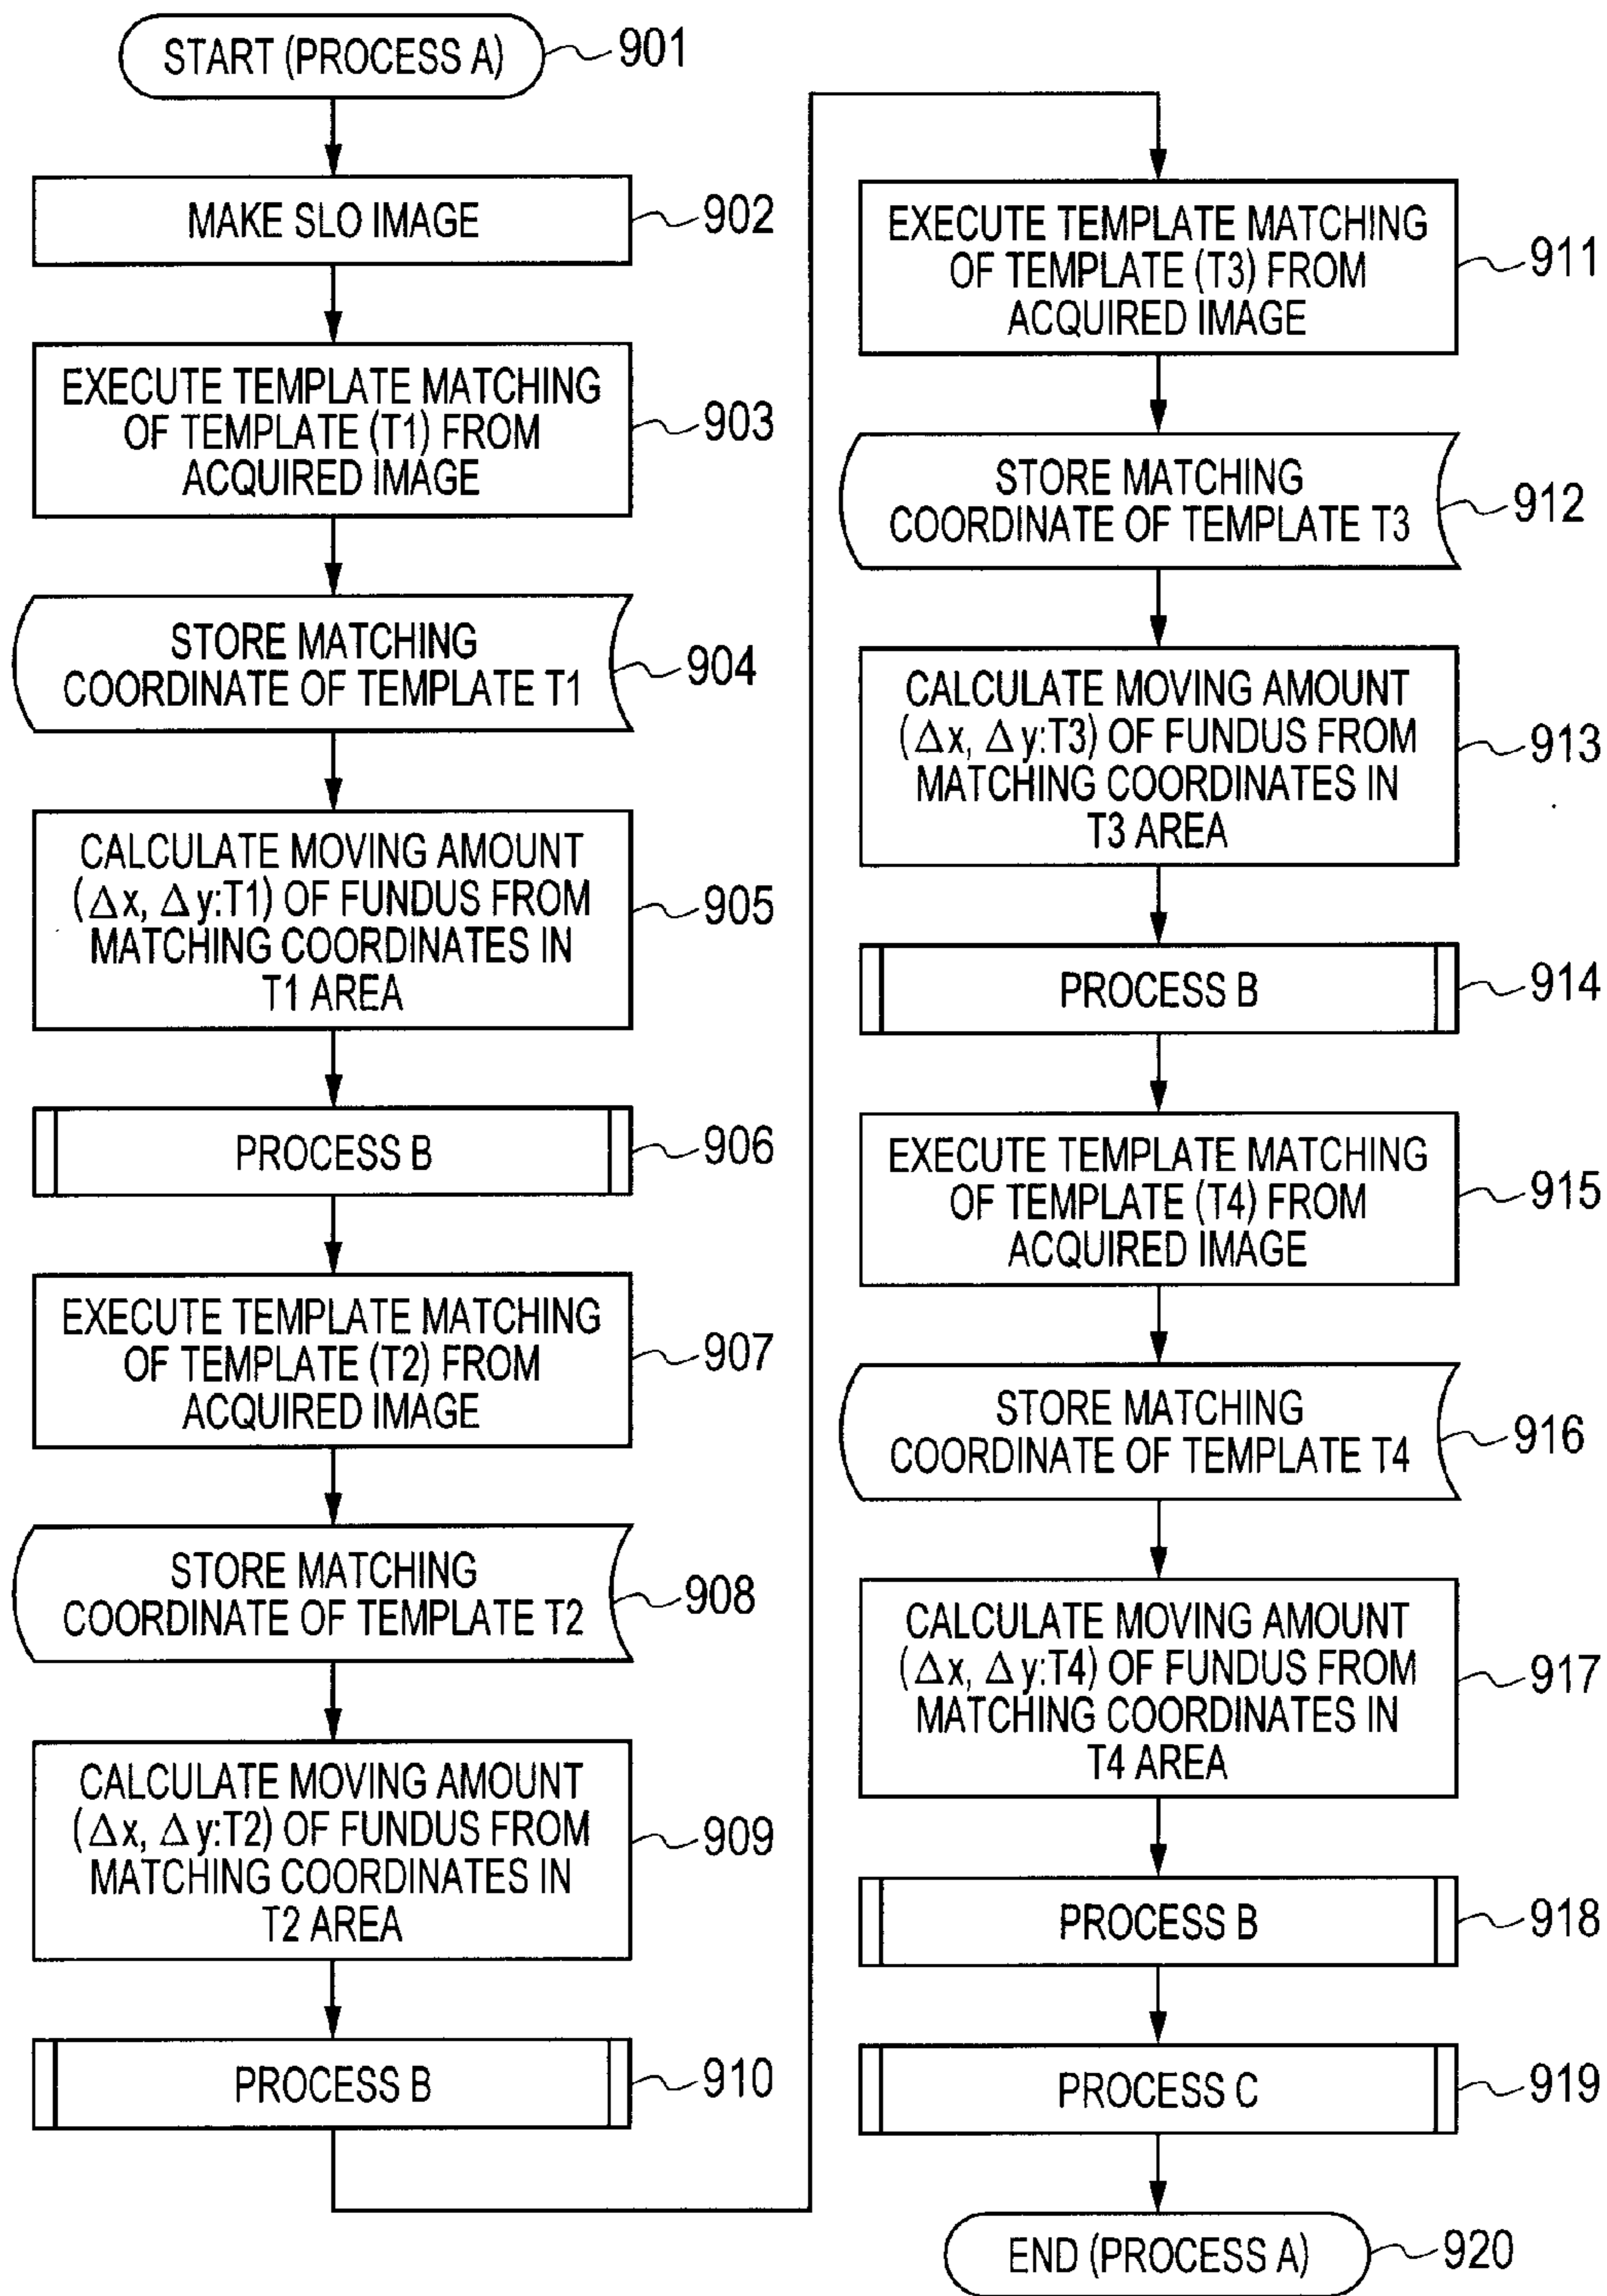 START (PROCESS A)
901
MAKE SLO IMAGE
902
EXECUTE TEMPLATE MATCHING
OF TEMPLATE (T1) FROM
ACQUIRED IMAGE
903
STORE MATCHING
COORDINATE OF TEMPLATE T1
904
CALCULATE MOVING AMOUNT
(Δx, Δy:T1) OF FUNDUS FROM
MATCHING COORDINATES IN
T1 AREA
905
PROCESS B
906
EXECUTE TEMPLATE MATCHING
OF TEMPLATE (T2) FROM
ACQUIRED IMAGE
907
STORE MATCHING
COORDINATE OF TEMPLATE T2
908
CALCULATE MOVING AMOUNT
(Δx, Δy:T2) OF FUNDUS FROM
MATCHING COORDINATES IN
T2 AREA
909
PROCESS B
910
EXECUTE TEMPLATE MATCHING
OF TEMPLATE (T3) FROM
ACQUIRED IMAGE
911
STORE MATCHING
COORDINATE OF TEMPLATE T3
912
CALCULATE MOVING AMOUNT
(Δx, Δy:T3) OF FUNDUS FROM
MATCHING COORDINATES IN
T3 AREA
913
PROCESS B
914
EXECUTE TEMPLATE MATCHING
OF TEMPLATE (T4) FROM
ACQUIRED IMAGE
915
STORE MATCHING
COORDINATE OF TEMPLATE T4
916
CALCULATE MOVING AMOUNT
(Δx, Δy:T4) OF FUNDUS FROM
MATCHING COORDINATES IN
T4 AREA
917
PROCESS B
918
PROCESS C
919
END (PROCESS A)
920